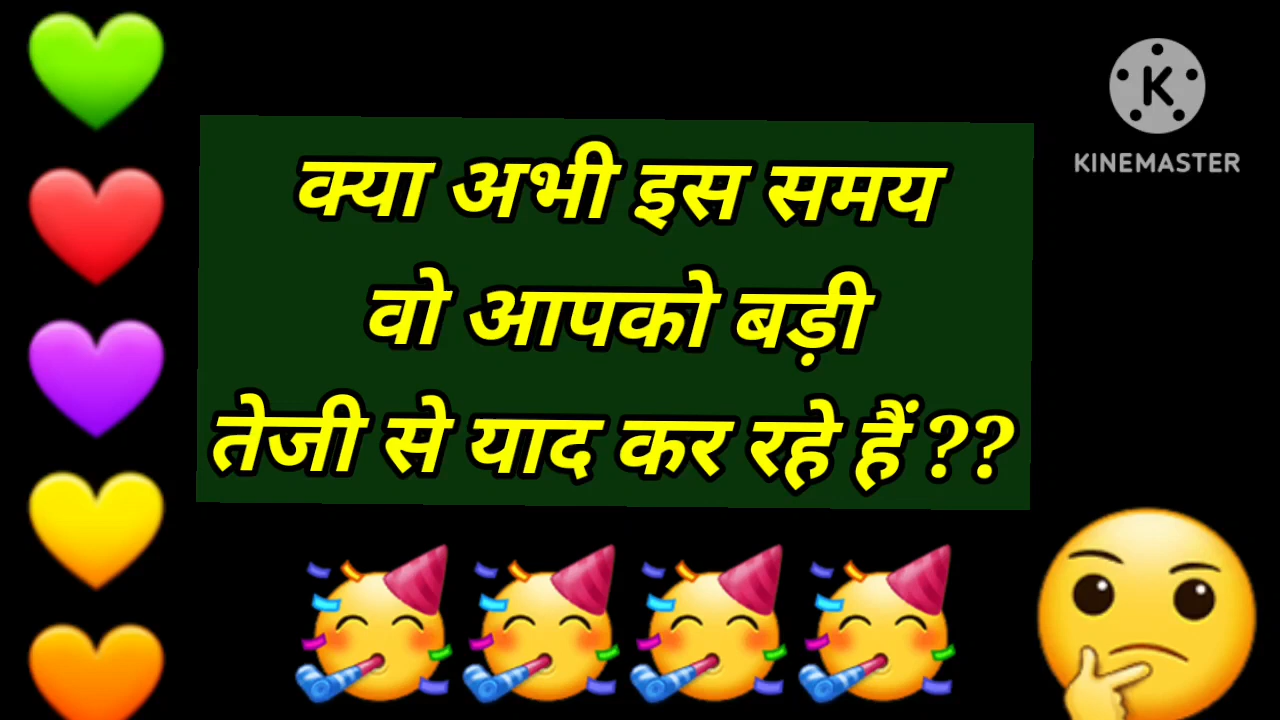 क्या अभी इस समय
वो आपको बड़ी
तेजी से याद कर रहे हैं ??
K
KINEMASTER